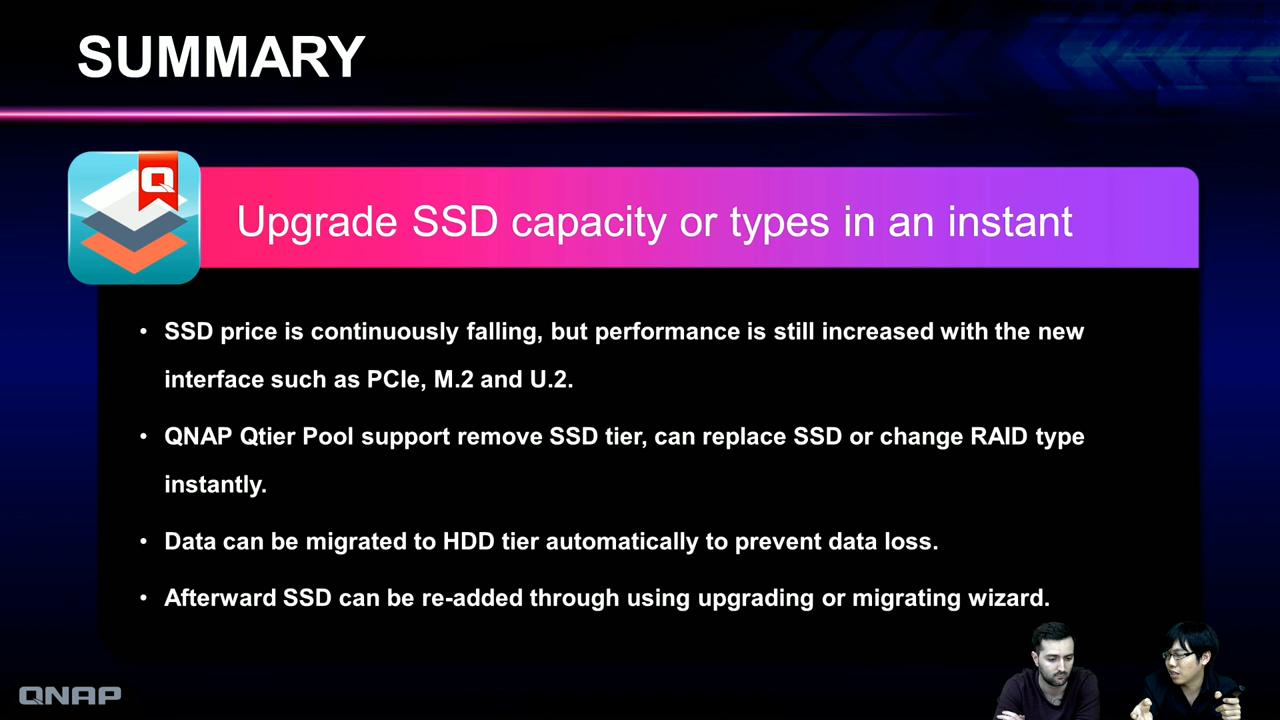 SUMMARY
Q
Upgrade SSD capacity or types in an instant
• SSD price is continuously falling, but performance is still increased with the new
interface such as PCIe, M.2 and U.2.
• QNAP Qtier Pool support remove SSD tier, can replace SSD or change RAID type
instantly.
• Data can be migrated to HDD tier automatically to prevent data loss.
• Afterward SSD can be re-added through using upgrading or migrating wizard.
QNAP